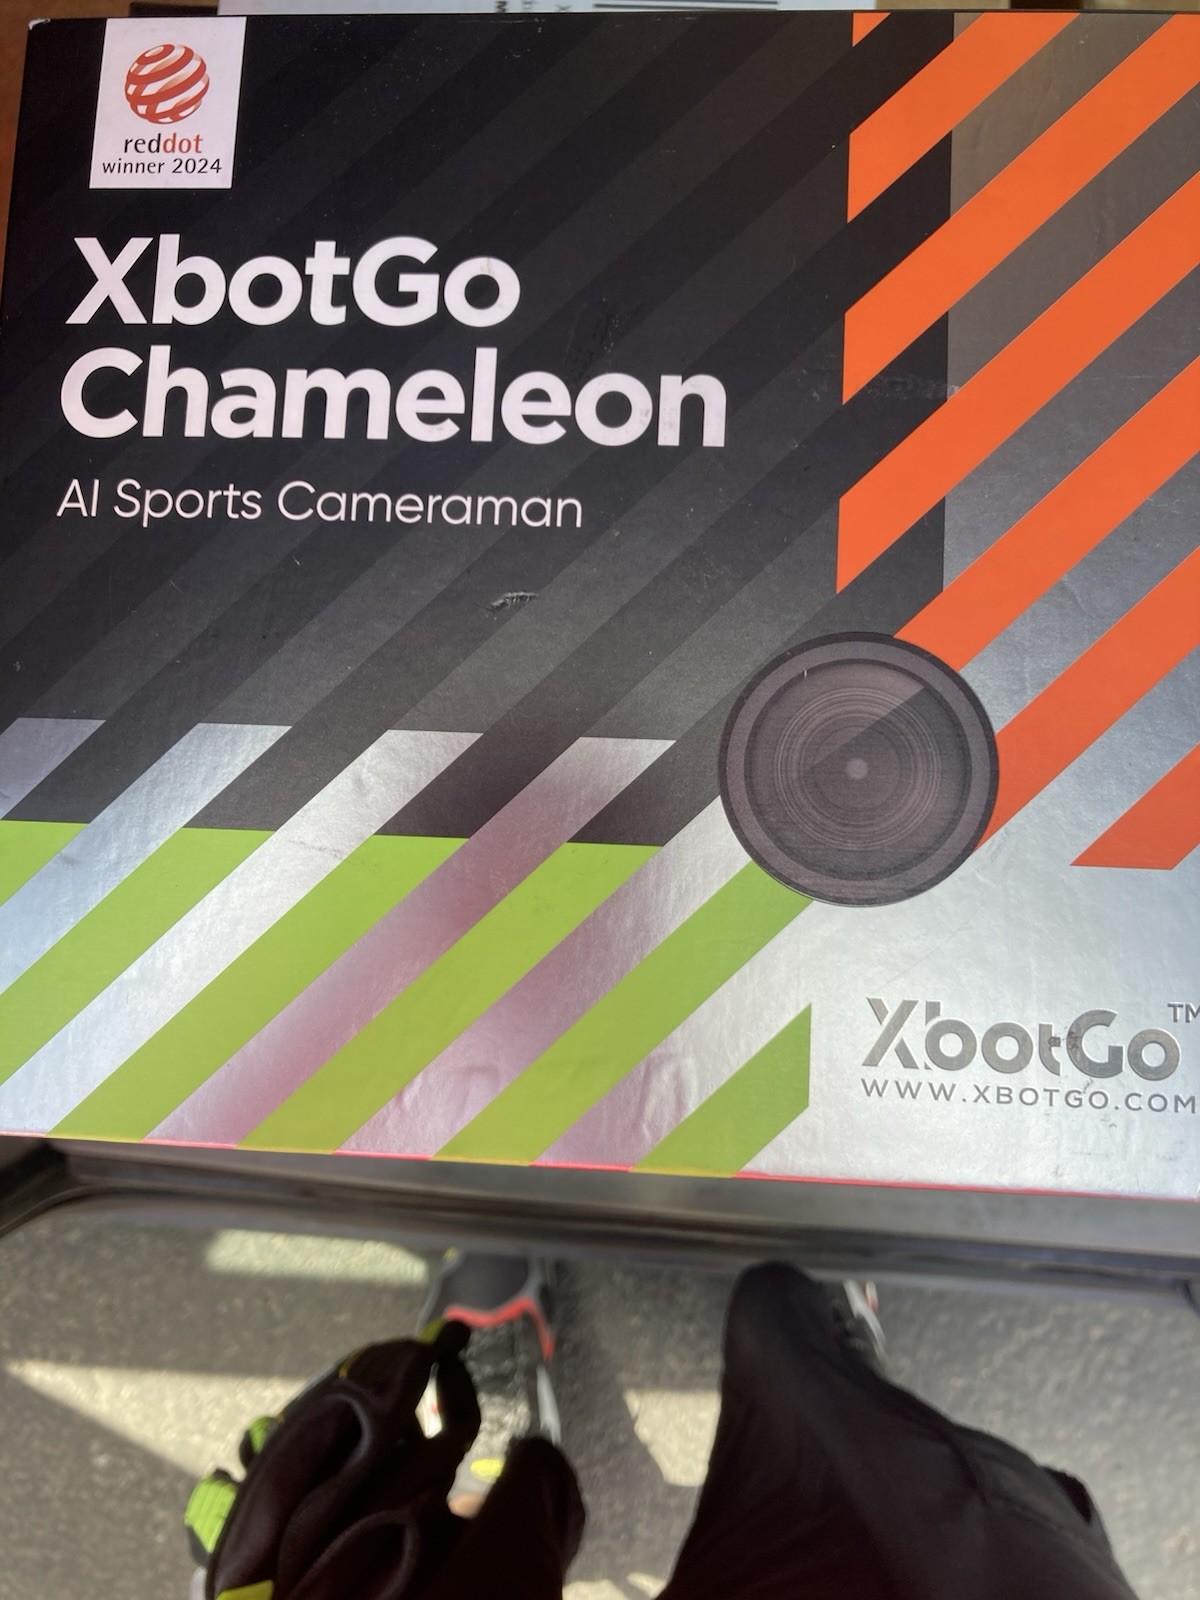 reddot
winner 2024
XbotGo
Chameleon
AI Sports Cameraman
XbotGo™
WWW.XBOTGO.COM